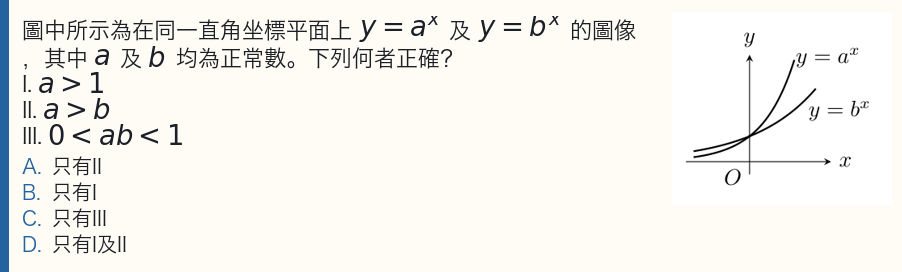 圖中所示為在同一直角坐標平面上 y = a^x 及 y = b^x 的圖像
，其中 a 及 b 均為正常數。下列何者正確?
I. a > 1
II. a > b
III. 0 < ab < 1
A. 只有II
B. 只有I
C. 只有III
D. 只有I及II
y
y = a^x
y = b^x
x
O